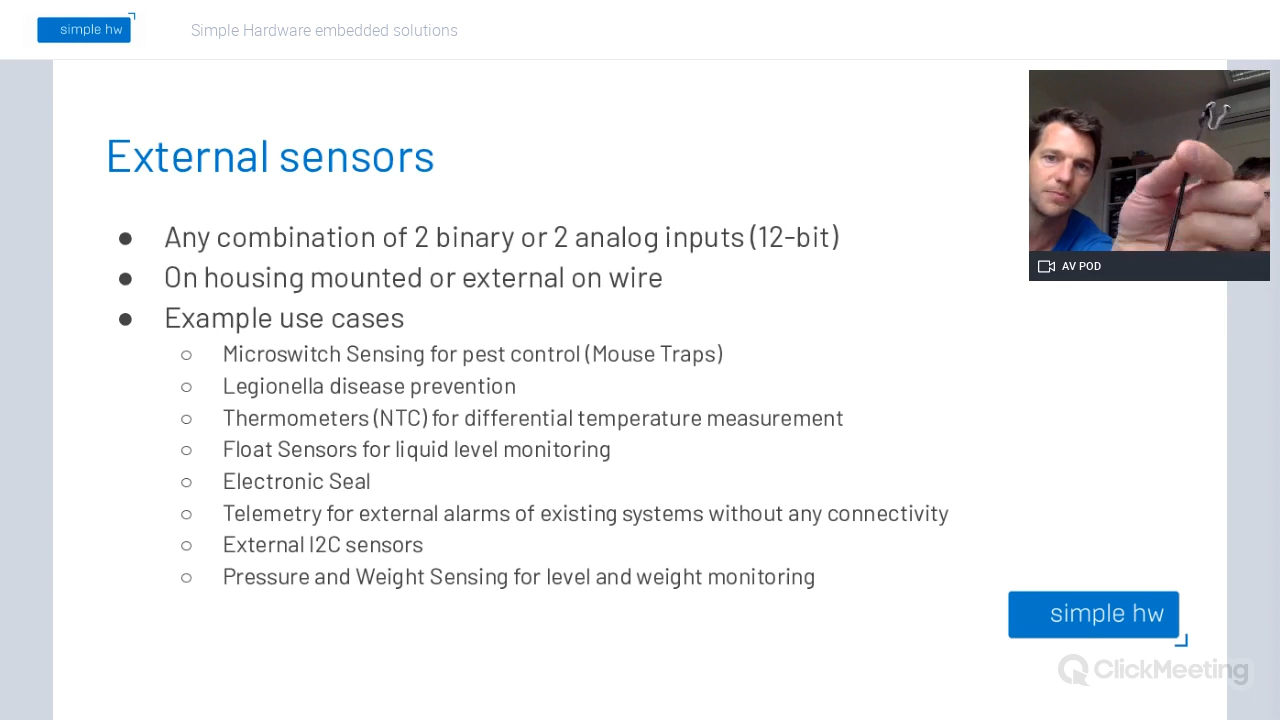 simple hw
Simple Hardware embedded solutions
External sensors
● Any combination of 2 binary or 2 analog inputs (12-bit)
● On housing mounted or external on wire
● Example use cases
○ Microswitch Sensing for pest control (Mouse Traps)
○ Legionella disease prevention
○ Thermometers (NTC) for differential temperature measurement
○ Float Sensors for liquid level monitoring
○ Electronic Seal
○ Telemetry for external alarms of existing systems without any connectivity
○ External I2C sensors
○ Pressure and Weight Sensing for level and weight monitoring
AV POD
simple hw
ClickMeeting